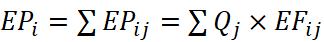 EP_i = ∑ EP_ij = ∑ Q_j × EF_ij